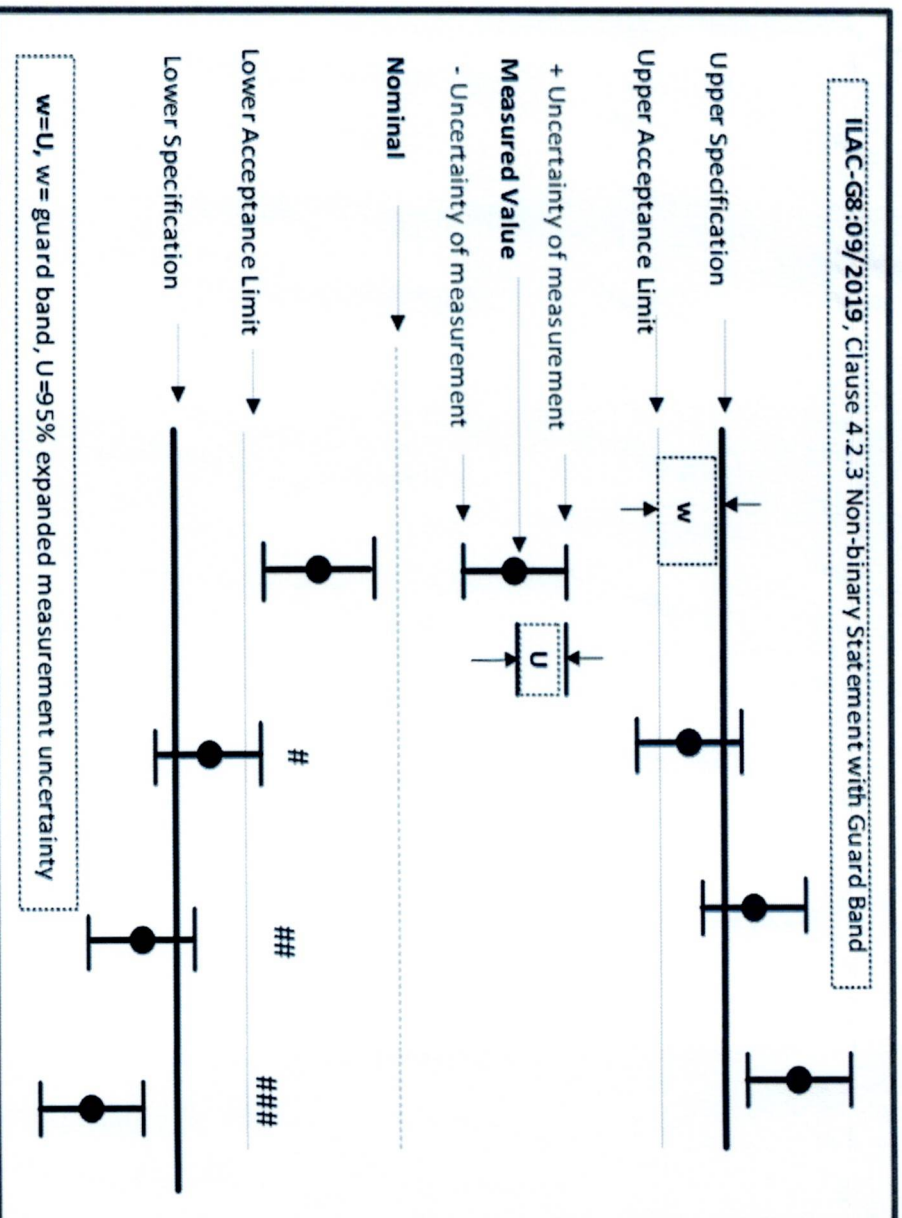 ILAC-G8:09/2019, Clause 4.2.3 Non-binary Statement with Guard Band
Upper Specification
Upper Acceptance Limit
w
+ Uncertainty of measurement
Measured Value
- Uncertainty of measurement
U
Nominal
#
##
###
Lower Acceptance Limit
Lower Specification
w=U, w= guard band, U=95% expanded measurement uncertainty